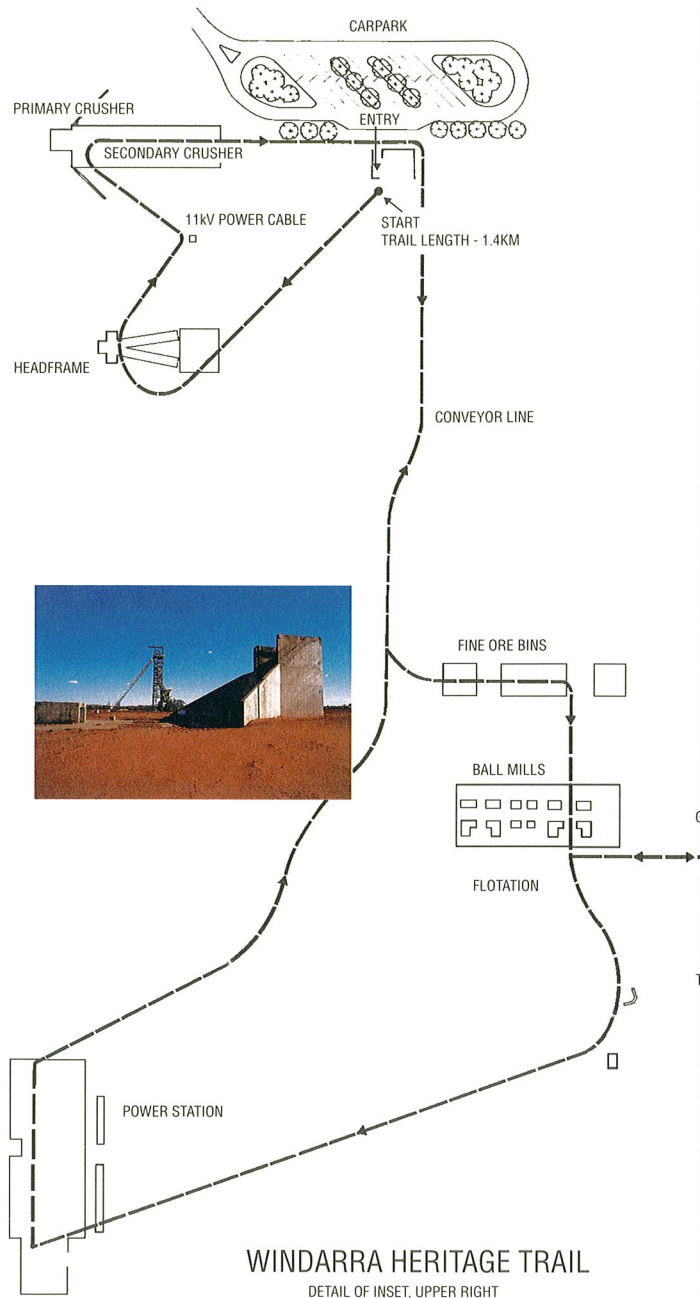 CARPARK
PRIMARY CRUSHER
ENTRY
SECONDARY CRUSHER
11kV POWER CABLE
START
TRAIL LENGTH - 1.4KM
HEADFRAME
CONVEYOR LINE
FINE ORE BINS
BALL MILLS
FLOTATION
POWER STATION
WINDARRA HERITAGE TRAIL
DETAIL OF INSET, UPPER RIGHT